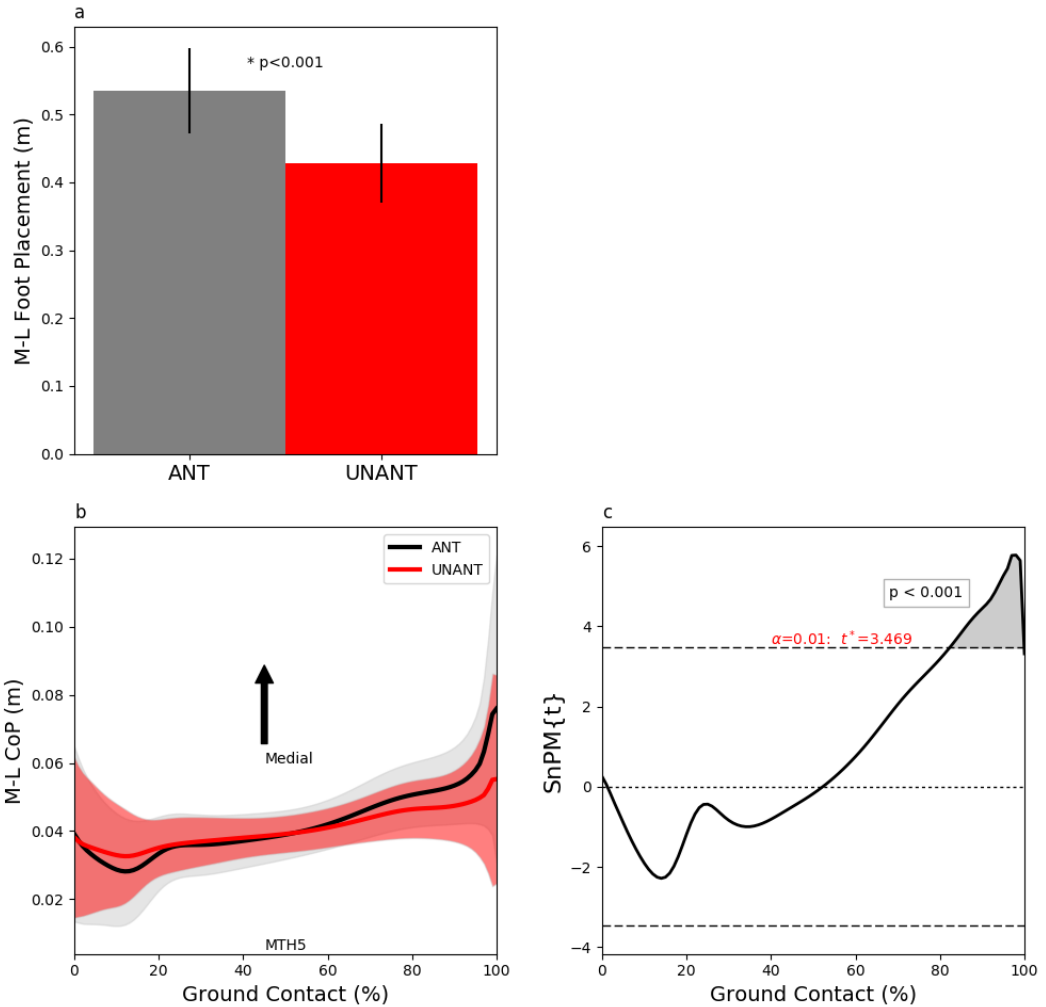 a
M-L Foot Placement (m)
0.6
0.5
0.4
0.3
0.2
0.1
0.0
* p<0.001
ANT UNANT
b
M-L CoP (m)
0.12
0.10
0.08
0.06
0.04
0.02
ANT
UNANT
Medial
MTH5
0 20 40 60 80 100
Ground Contact (%)
c
SnPM{t}
6
4
2
0
−2
−4
p < 0.001
α=0.01: t*=3.469
0 20 40 60 80 100
Ground Contact (%)